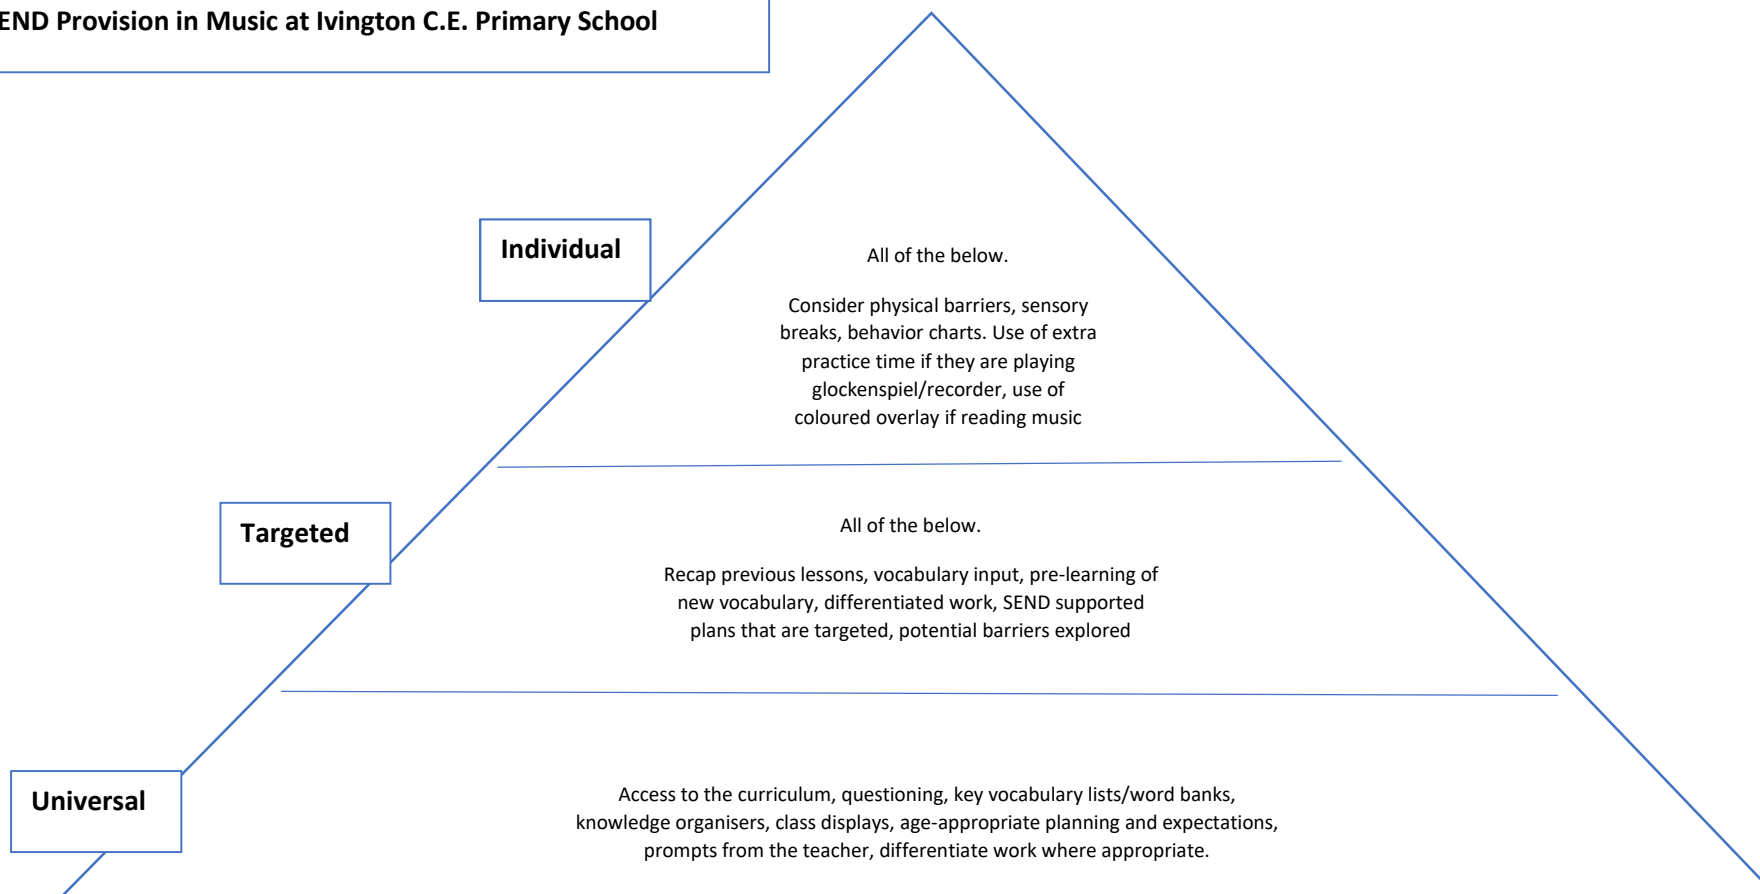 END Provision in Music at Ivington C.E. Primary School
Individual
All of the below.
Consider physical barriers, sensory
breaks, behavior charts. Use of extra
practice time if they are playing
glockenspiel/recorder, use of
coloured overlay if reading music
Targeted
All of the below.
Recap previous lessons, vocabulary input, pre-learning of
new vocabulary, differentiated work, SEND supported
plans that are targeted, potential barriers explored
Universal
Access to the curriculum, questioning, key vocabulary lists/word banks,
knowledge organisers, class displays, age-appropriate planning and expectations,
prompts from the teacher, differentiate work where appropriate.